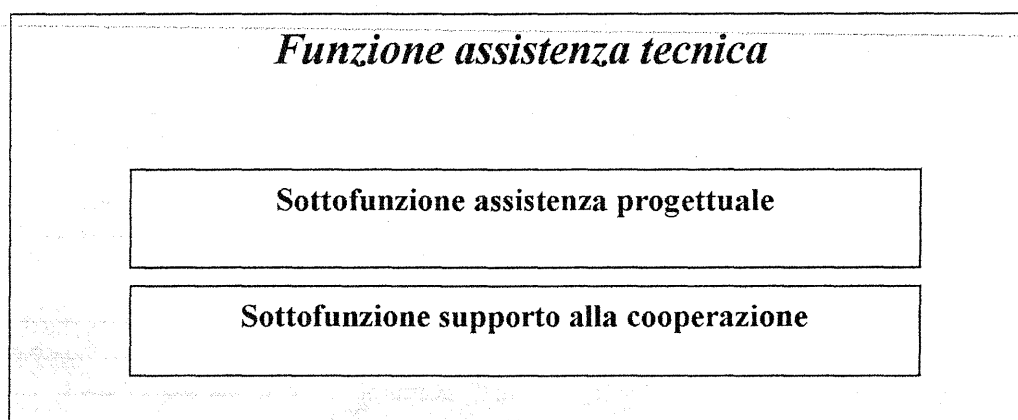 Funzione assistenza tecnica
Sottofunzione assistenza progettuale
Sottofunzione supporto alla cooperazione